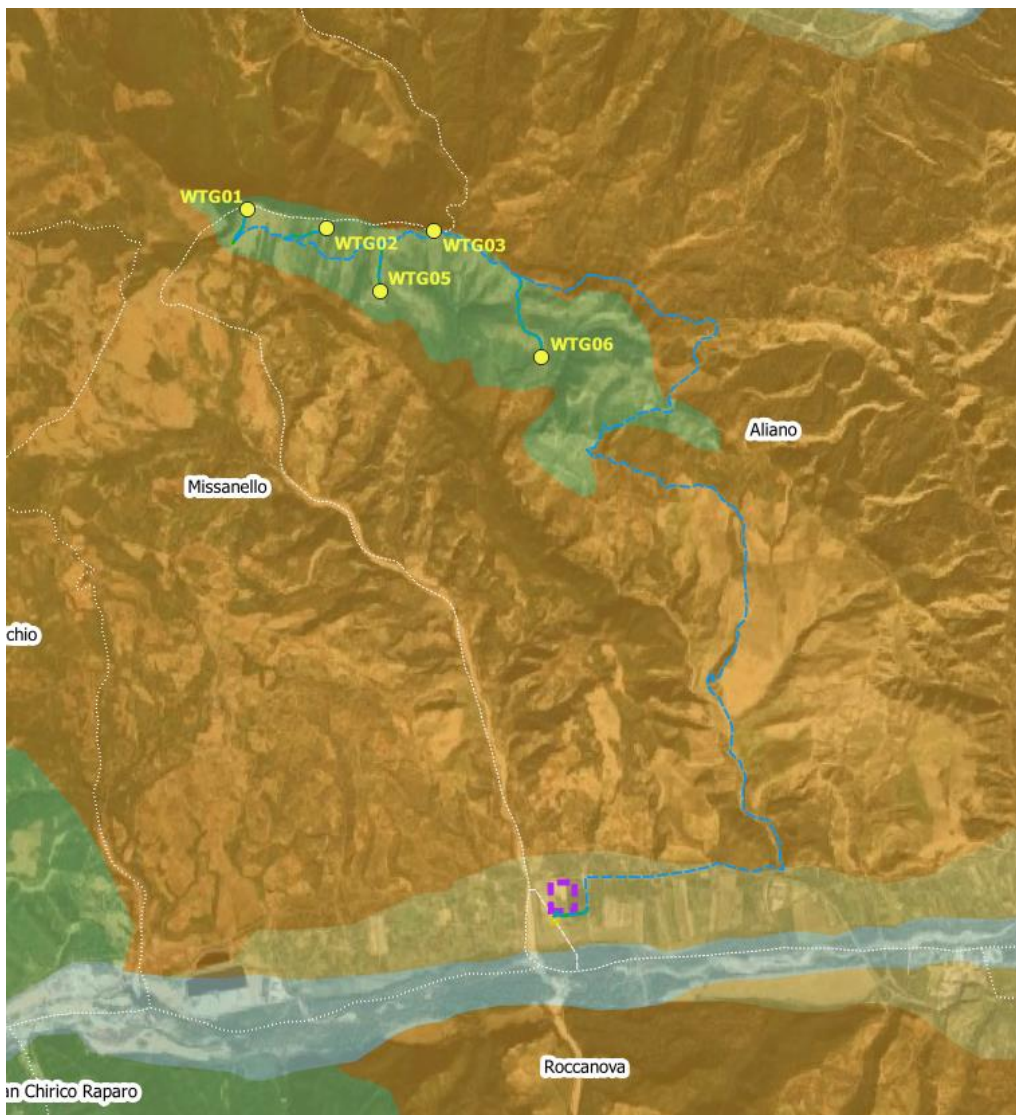 WTG01
WTG02
WTG03
WTG05
WTG06
Aliano
Missanello
chio
Roccanova
an Chirico Raparo